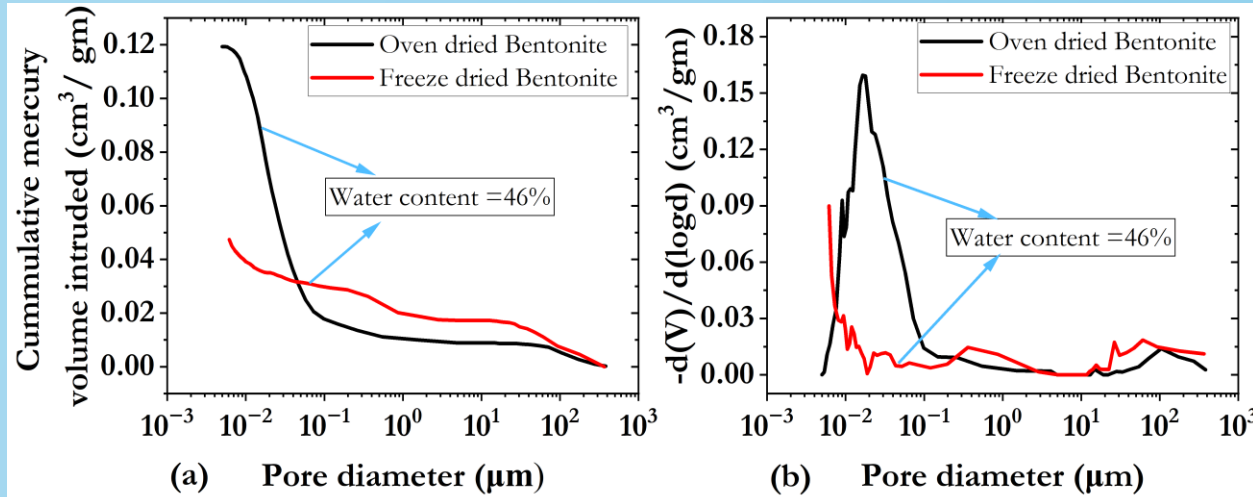 Cummulative mercury
volume intruded (cm³/ gm)
0.12
0.10
0.08
0.06
0.04
0.02
0.00
Oven dried Bentonite
Freeze dried Bentonite
Water content =46%
10⁻³ 10⁻² 10⁻¹ 10⁰ 10¹ 10² 10³
(a) Pore diameter (μm)
-d(V)/d(logd) (cm³/gm)
0.18
0.15
0.12
0.09
0.06
0.03
0.00
Oven dried Bentonite
Freeze dried Bentonite
Water content =46%
10⁻³ 10⁻² 10⁻¹ 10⁰ 10¹ 10² 10³
(b) Pore diameter (μm)